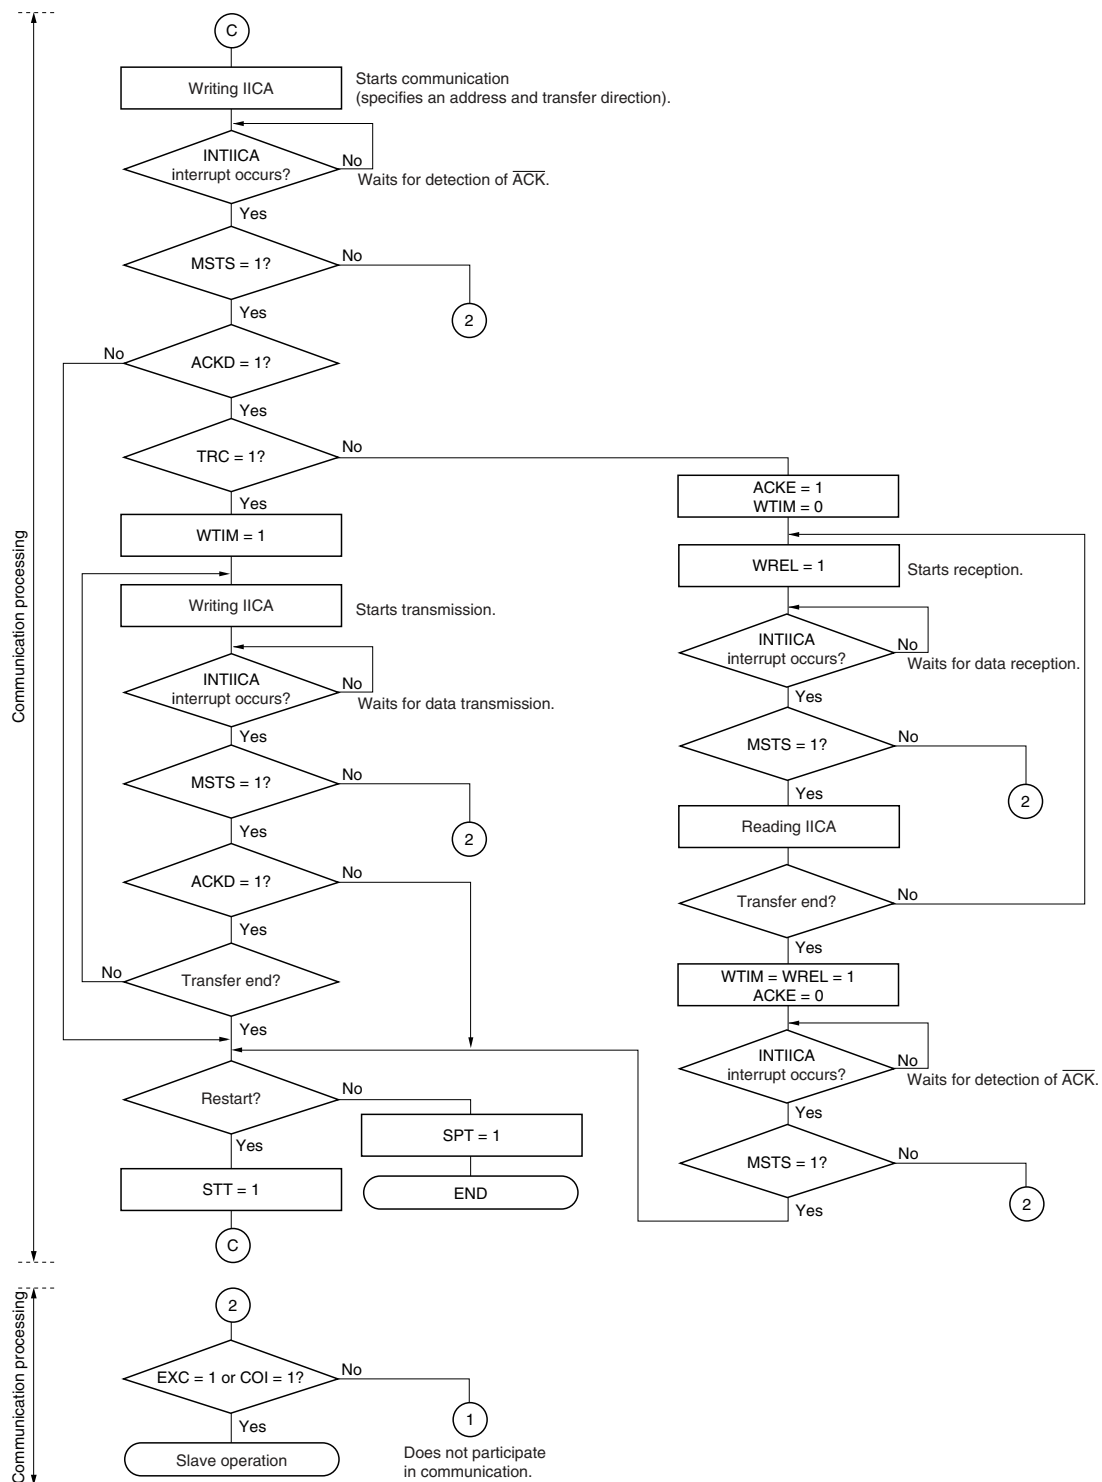 C
Writing IICA
Starts communication
(specifies an address and transfer direction).
INTIICA
interrupt occurs?
No
Waits for detection of ACK.
Yes
MSTS = 1?
No
2
Yes
ACKD = 1?
No
Yes
TRC = 1?
No
Yes
WTIM = 1
Writing IICA
Starts transmission.
INTIICA
interrupt occurs?
No
Waits for data transmission.
Yes
MSTS = 1?
No
2
Yes
ACKD = 1?
No
Yes
Transfer end?
No
Yes
Restart?
No
SPT = 1
END
Yes
STT = 1
C
ACKE = 1
WTIM = 0
WREL = 1
Starts reception.
INTIICA
interrupt occurs?
No
Waits for data reception.
Yes
MSTS = 1?
No
2
Yes
Reading IICA
Transfer end?
No
Yes
WTIM = WREL = 1
ACKE = 0
INTIICA
interrupt occurs?
No
Waits for detection of ACK.
Yes
MSTS = 1?
No
2
Yes
Communication processing
2
EXC = 1 or COI = 1?
No
1
Does not participate
in communication.
Yes
Slave operation
Communication processing